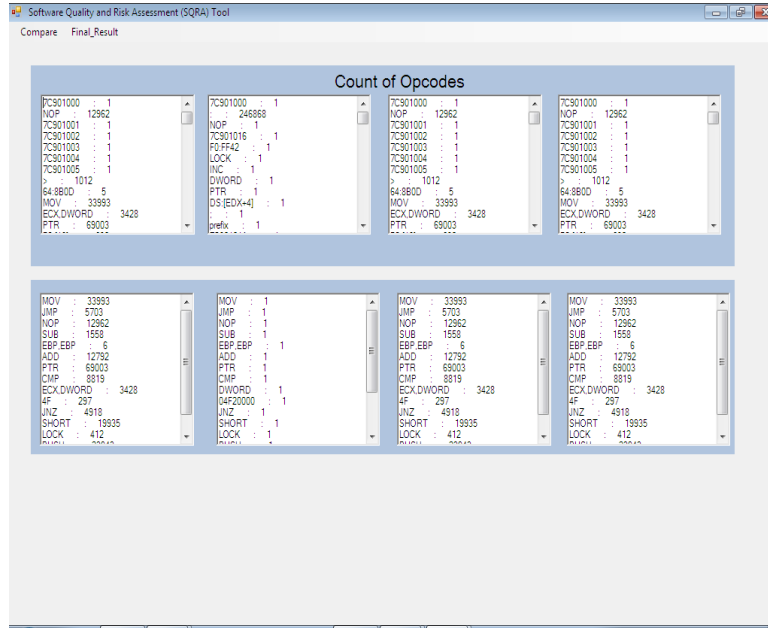 Software Quality and Risk Assessment (SQRA) Tool
Compare Final_Result
Count of Opcodes
7C901000 : 1
NOP : 12962
7C901001 : 1
7C901002 : 1
7C901003 : 1
7C901004 : 1
7C901005 : 1
> : 1012
64:8B0D : 5
MOV : 33993
ECX,DWORD : 3428
PTR : 69003
7C901000 : 1
: : 246868
NOP : 1
7C901016 : 1
F0:FF42 : 1
LOCK : 1
INC : 1
DWORD : 1
PTR : 1
DS:[EDX+4] : 1
; : 1
prefix : 1
7C901000 : 1
NOP : 12962
7C901001 : 1
7C901002 : 1
7C901003 : 1
7C901004 : 1
7C901005 : 1
> : 1012
64:8B0D : 5
MOV : 33993
ECX,DWORD : 3428
PTR : 69003
7C901000 : 1
NOP : 12962
7C901001 : 1
7C901002 : 1
7C901003 : 1
7C901004 : 1
7C901005 : 1
> : 1012
64:8B0D : 5
MOV : 33993
ECX,DWORD : 3428
PTR : 69003
MOV : 33993
JMP : 5703
NOP : 12962
SUB : 1558
EBP,EBP : 6
ADD : 12792
PTR : 69003
CMP : 8819
ECX,DWORD : 3428
4F : 297
JNZ : 4918
SHORT : 19935
LOCK : 412
MOV : 1
JMP : 1
NOP : 1
SUB : 1
EBP,EBP : 1
ADD : 1
PTR : 1
CMP : 1
DWORD : 1
04F20000 : 1
JNZ : 1
SHORT : 1
LOCK : 1
MOV : 33993
JMP : 5703
NOP : 12962
SUB : 1558
EBP,EBP : 6
ADD : 12792
PTR : 69003
CMP : 8819
ECX,DWORD : 3428
4F : 297
JNZ : 4918
SHORT : 19935
LOCK : 412
MOV : 33993
JMP : 5703
NOP : 12962
SUB : 1558
EBP,EBP : 6
ADD : 12792
PTR : 69003
CMP : 8819
ECX,DWORD : 3428
4F : 297
JNZ : 4918
SHORT : 19935
LOCK : 412